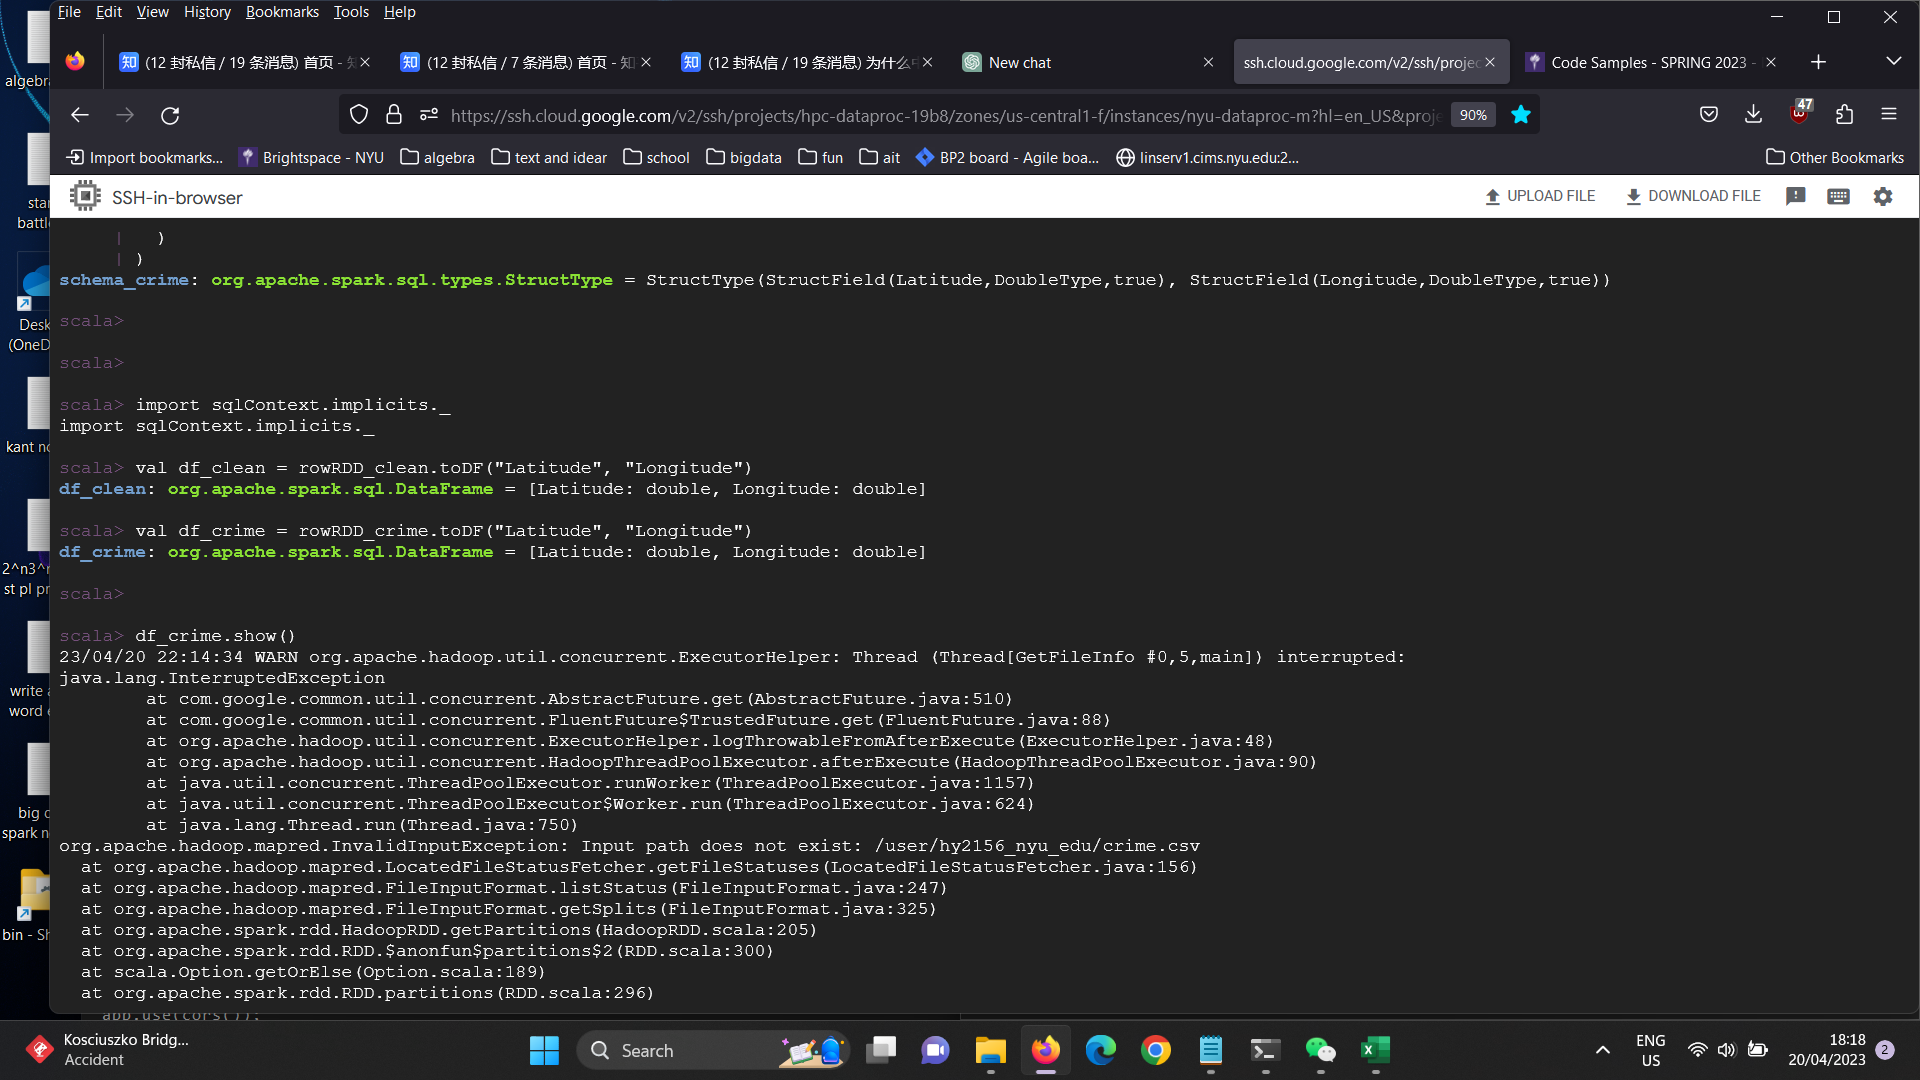 File Edit View History Bookmarks Tools Help
知 (12 封私信 / 19 条消息) 首页 - 知
知 (12 封私信 / 7 条消息) 首页 - 知
知 (12 封私信 / 19 条消息) 为什么
New chat
ssh.cloud.google.com/v2/ssh/projec
Code Samples - SPRING 2023 -
https://ssh.cloud.google.com/v2/ssh/projects/hpc-dataproc-19b8/zones/us-central1-f/instances/nyu-dataproc-m?hl=en_US&proje
90%
47
Import bookmarks...
Brightspace - NYU
algebra
text and idear
school
bigdata
fun
ait
BP2 board - Agile boa...
linserv1.cims.nyu.edu:2...
Other Bookmarks
SSH-in-browser
UPLOAD FILE
DOWNLOAD FILE
| )
| )
schema_crime: org.apache.spark.sql.types.StructType = StructType(StructField(Latitude,DoubleType,true), StructField(Longitude,DoubleType,true))
scala>
scala>
scala> import sqlContext.implicits._
import sqlContext.implicits._
scala> val df_clean = rowRDD_clean.toDF("Latitude", "Longitude")
df_clean: org.apache.spark.sql.DataFrame = [Latitude: double, Longitude: double]
scala> val df_crime = rowRDD_crime.toDF("Latitude", "Longitude")
df_crime: org.apache.spark.sql.DataFrame = [Latitude: double, Longitude: double]
scala>
scala> df_crime.show()
23/04/20 22:14:34 WARN org.apache.hadoop.util.concurrent.ExecutorHelper: Thread (Thread[GetFileInfo #0,5,main]) interrupted:
java.lang.InterruptedException
at com.google.common.util.concurrent.AbstractFuture.get(AbstractFuture.java:510)
at com.google.common.util.concurrent.FluentFuture$TrustedFuture.get(FluentFuture.java:88)
at org.apache.hadoop.util.concurrent.ExecutorHelper.logThrowableFromAfterExecute(ExecutorHelper.java:48)
at org.apache.hadoop.util.concurrent.HadoopThreadPoolExecutor.afterExecute(HadoopThreadPoolExecutor.java:90)
at java.util.concurrent.ThreadPoolExecutor.runWorker(ThreadPoolExecutor.java:1157)
at java.util.concurrent.ThreadPoolExecutor$Worker.run(ThreadPoolExecutor.java:624)
at java.lang.Thread.run(Thread.java:750)
org.apache.hadoop.mapred.InvalidInputException: Input path does not exist: /user/hy2156_nyu_edu/crime.csv
at org.apache.hadoop.mapred.LocatedFileStatusFetcher.getFileStatuses(LocatedFileStatusFetcher.java:156)
at org.apache.hadoop.mapred.FileInputFormat.listStatus(FileInputFormat.java:247)
at org.apache.hadoop.mapred.FileInputFormat.getSplits(FileInputFormat.java:325)
at org.apache.spark.rdd.HadoopRDD.getPartitions(HadoopRDD.scala:205)
at org.apache.spark.rdd.RDD.$anonfun$partitions$2(RDD.scala:300)
at scala.Option.getOrElse(Option.scala:189)
at org.apache.spark.rdd.RDD.partitions(RDD.scala:296)
app.use(cors());
algebra
star
battl
Desk
(OneD
kant no
2^n3^
st pl pr
write a
word e
big d
spark n
bin - Sh
Kosciuszko Bridg...
Accident
Search
ENG
US
18:18
20/04/2023
2